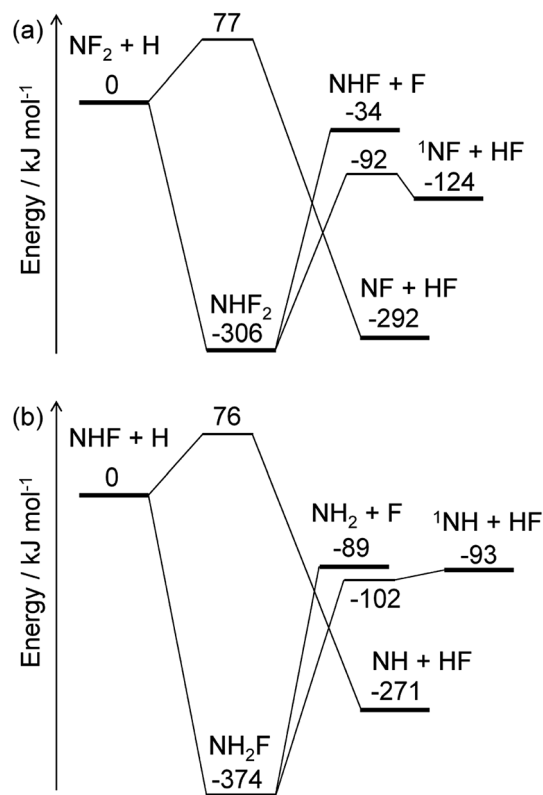 (a)
77
NF₂ + H
0
NHF + F
-34
¹NF + HF
-92
-124
NHF₂
-306
NF + HF
-292
Energy / kJ mol⁻¹
(b)
76
NHF + H
0
NH₂ + F
-89
¹NH + HF
-93
-102
NH + HF
-271
NH₂F
-374
Energy / kJ mol⁻¹